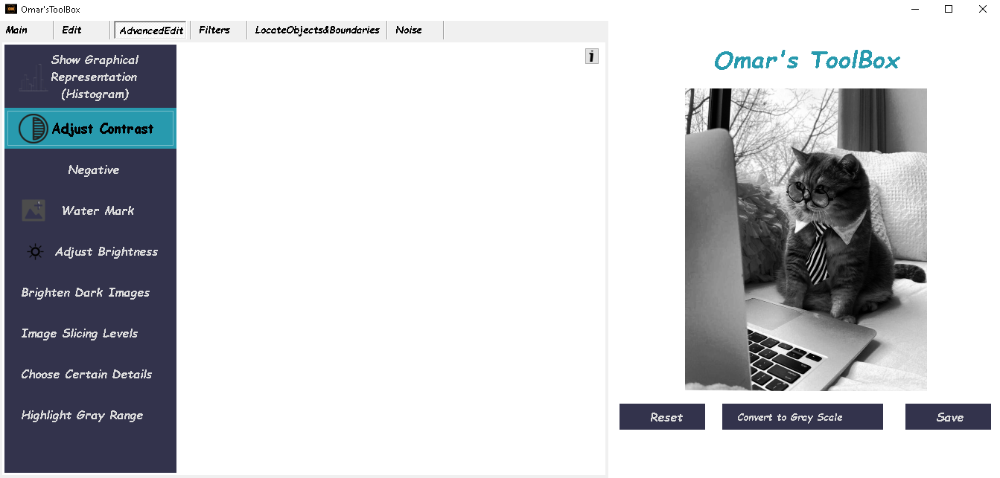 Omar'sToolBox
Main
Edit
AdvancedEdit
Filters
LocateObjects&Boundaries
Noise
Show Graphical
Representation
(Histogram)
Adjust Contrast
Negative
Water Mark
Adjust Brightness
Brighten Dark Images
Image Slicing Levels
Choose Certain Details
Highlight Gray Range
i
Omar's ToolBox
Reset
Convert to Gray Scale
Save